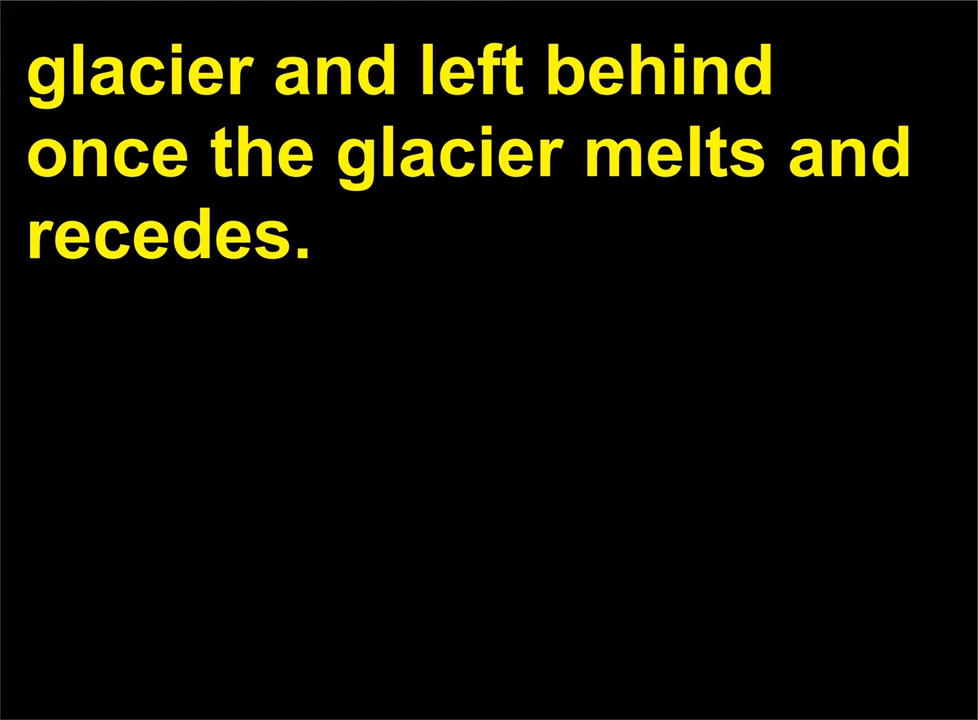 glacier and left behind
once the glacier melts and
recedes.